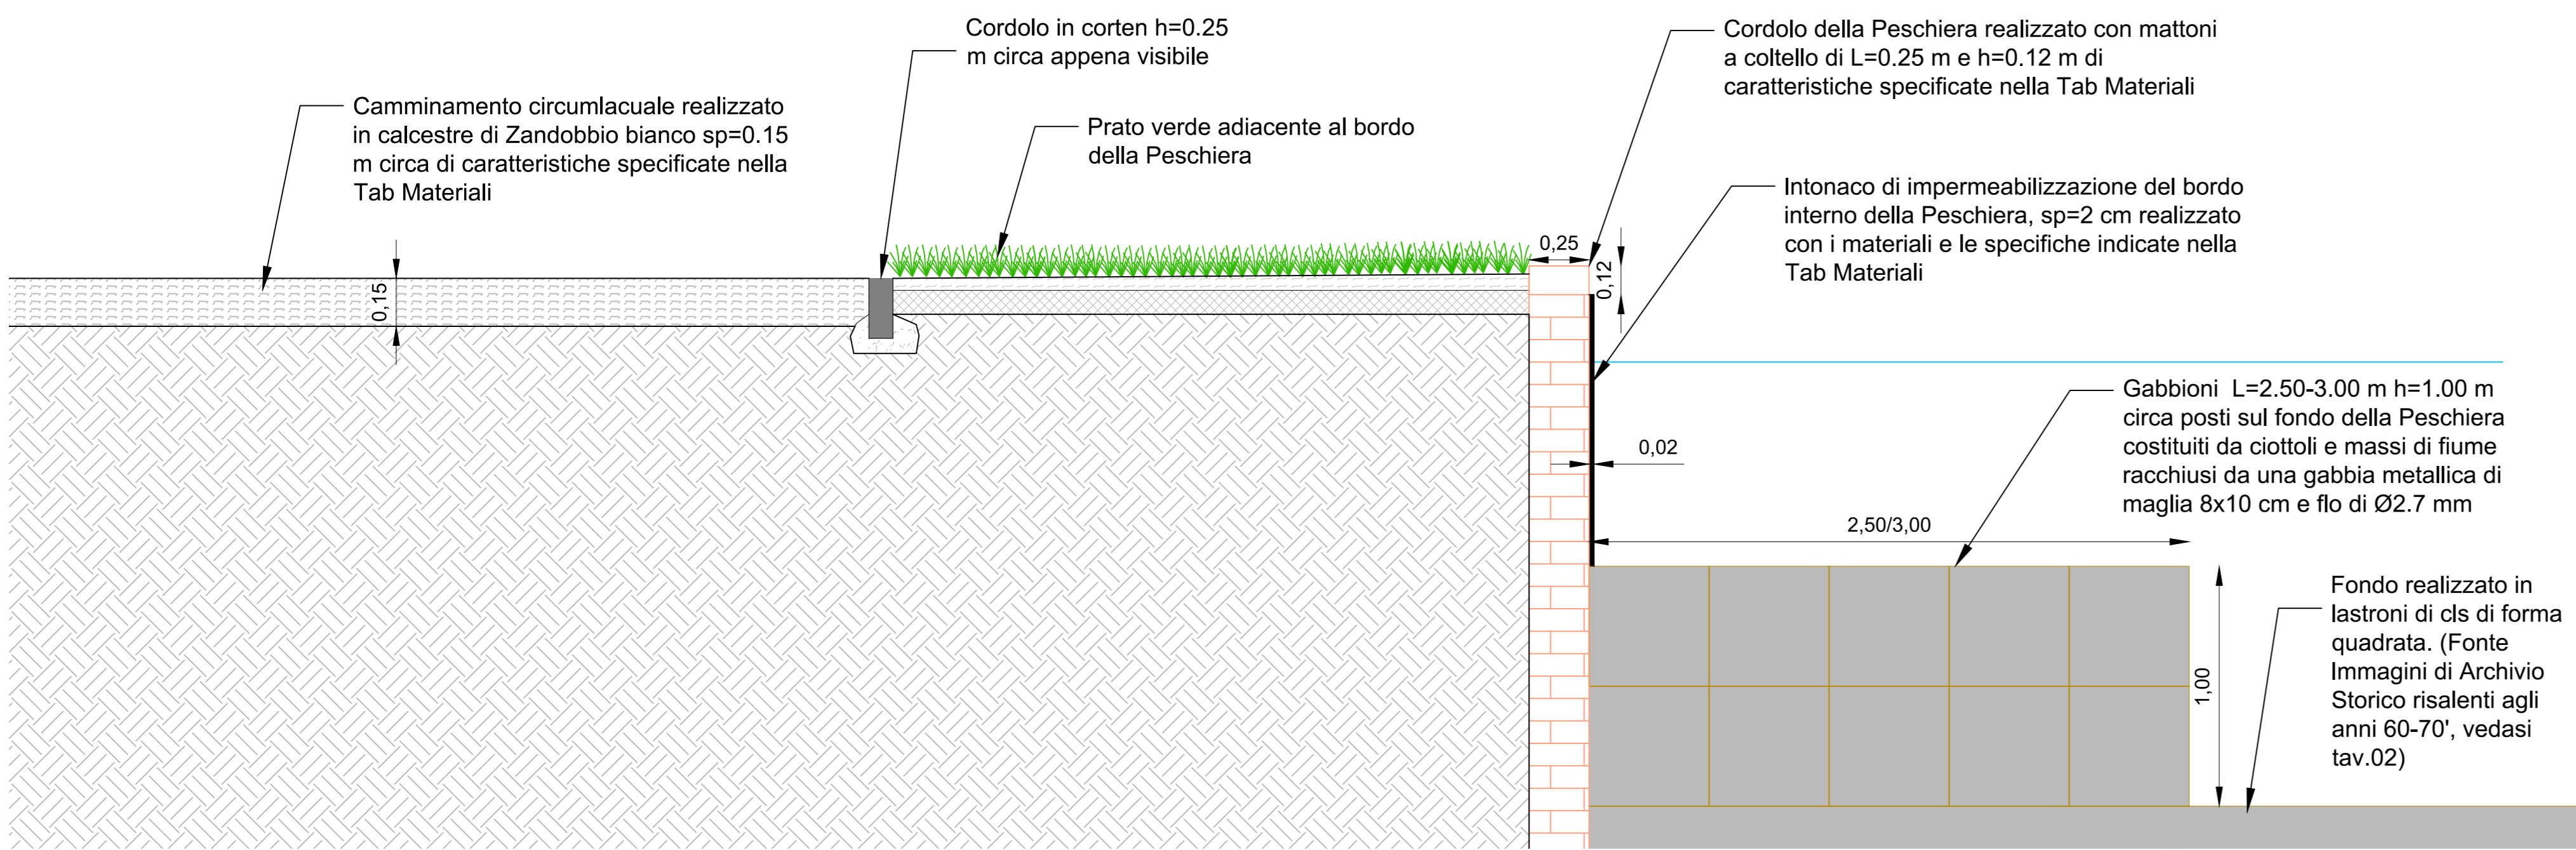 Cordolo in corten h=0.25
m circa appena visibile
Cordolo della Peschiera realizzato con mattoni
a coltello di L=0.25 m e h=0.12 m di
caratteristiche specificate nella Tab Materiali
Camminamento circumlacuale realizzato
in calcestre di Zandobbio bianco sp=0.15
m circa di caratteristiche specificate nella
Tab Materiali
Prato verde adiacente al bordo
della Peschiera
Intonaco di impermeabilizzazione del bordo
interno della Peschiera, sp=2 cm realizzato
con i materiali e le specifiche indicate nella
Tab Materiali
0,25
0,12
0,15
Gabbioni L=2.50-3.00 m h=1.00 m
circa posti sul fondo della Peschiera
costituiti da ciottoli e massi di fiume
racchiusi da una gabbia metallica di
maglia 8x10 cm e flo di Ø2.7 mm
0,02
2,50/3,00
1,00
Fondo realizzato in
lastroni di cls di forma
quadrata. (Fonte
Immagini di Archivio
Storico risalenti agli
anni 60-70', vedasi
tav.02)